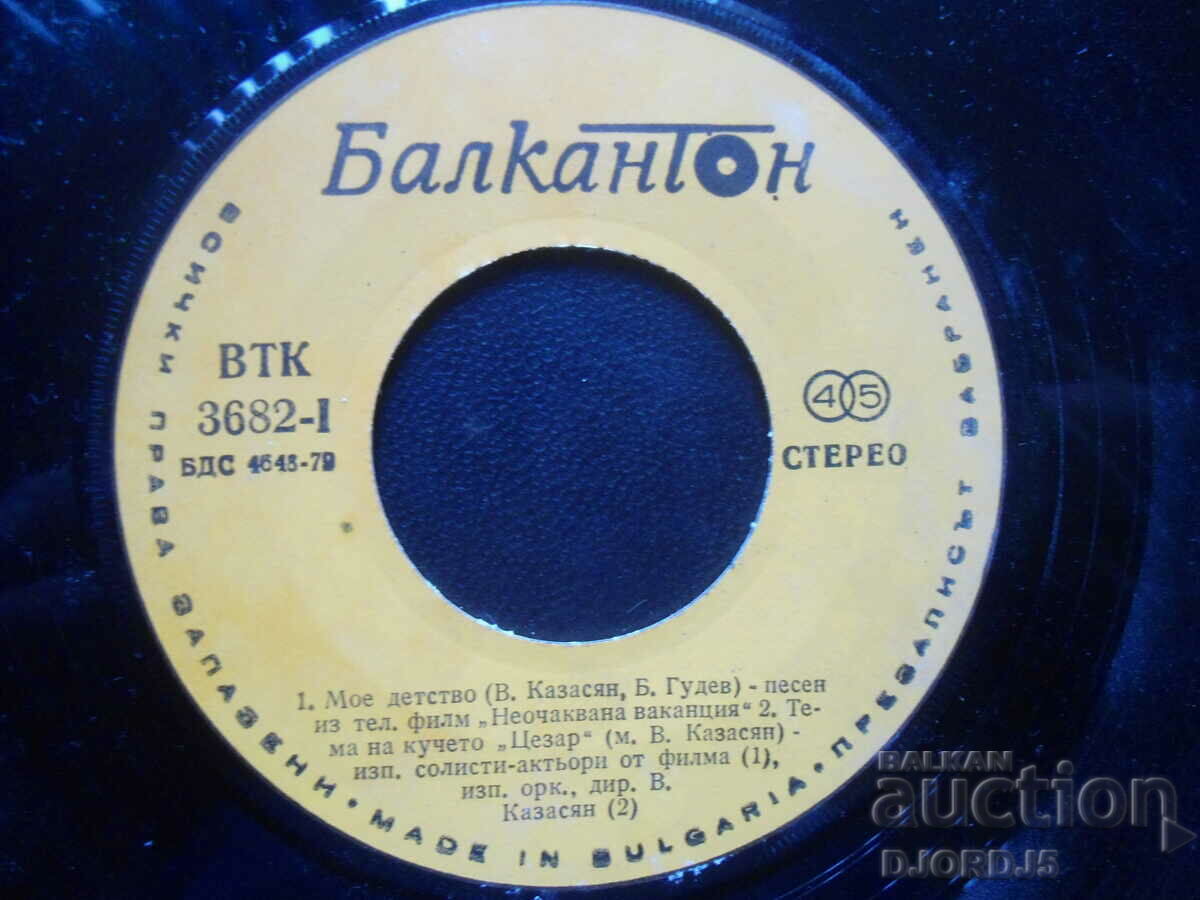 Балкантон
ВСИЧКИ ПРАВА ЗАПАЗЕНИ • MADE IN BULGARIA • ПРЕЗАПИСЪТ ЗАБРАНЕН
ВТК
3682-I
БДС 4643-79
45
СТЕРЕО
1. Мое детство (В. Казасян, Б. Гудев) - песен
из тел. филм „Неочаквана ваканция“ 2. Те-
ма на кучето „Цезар“ (м. В. Казасян) -
изп. солисти-актьори от филма (1),
изп. орк., дир. В.
Казасян (2)
BALKAN
auction
DJORDJ5